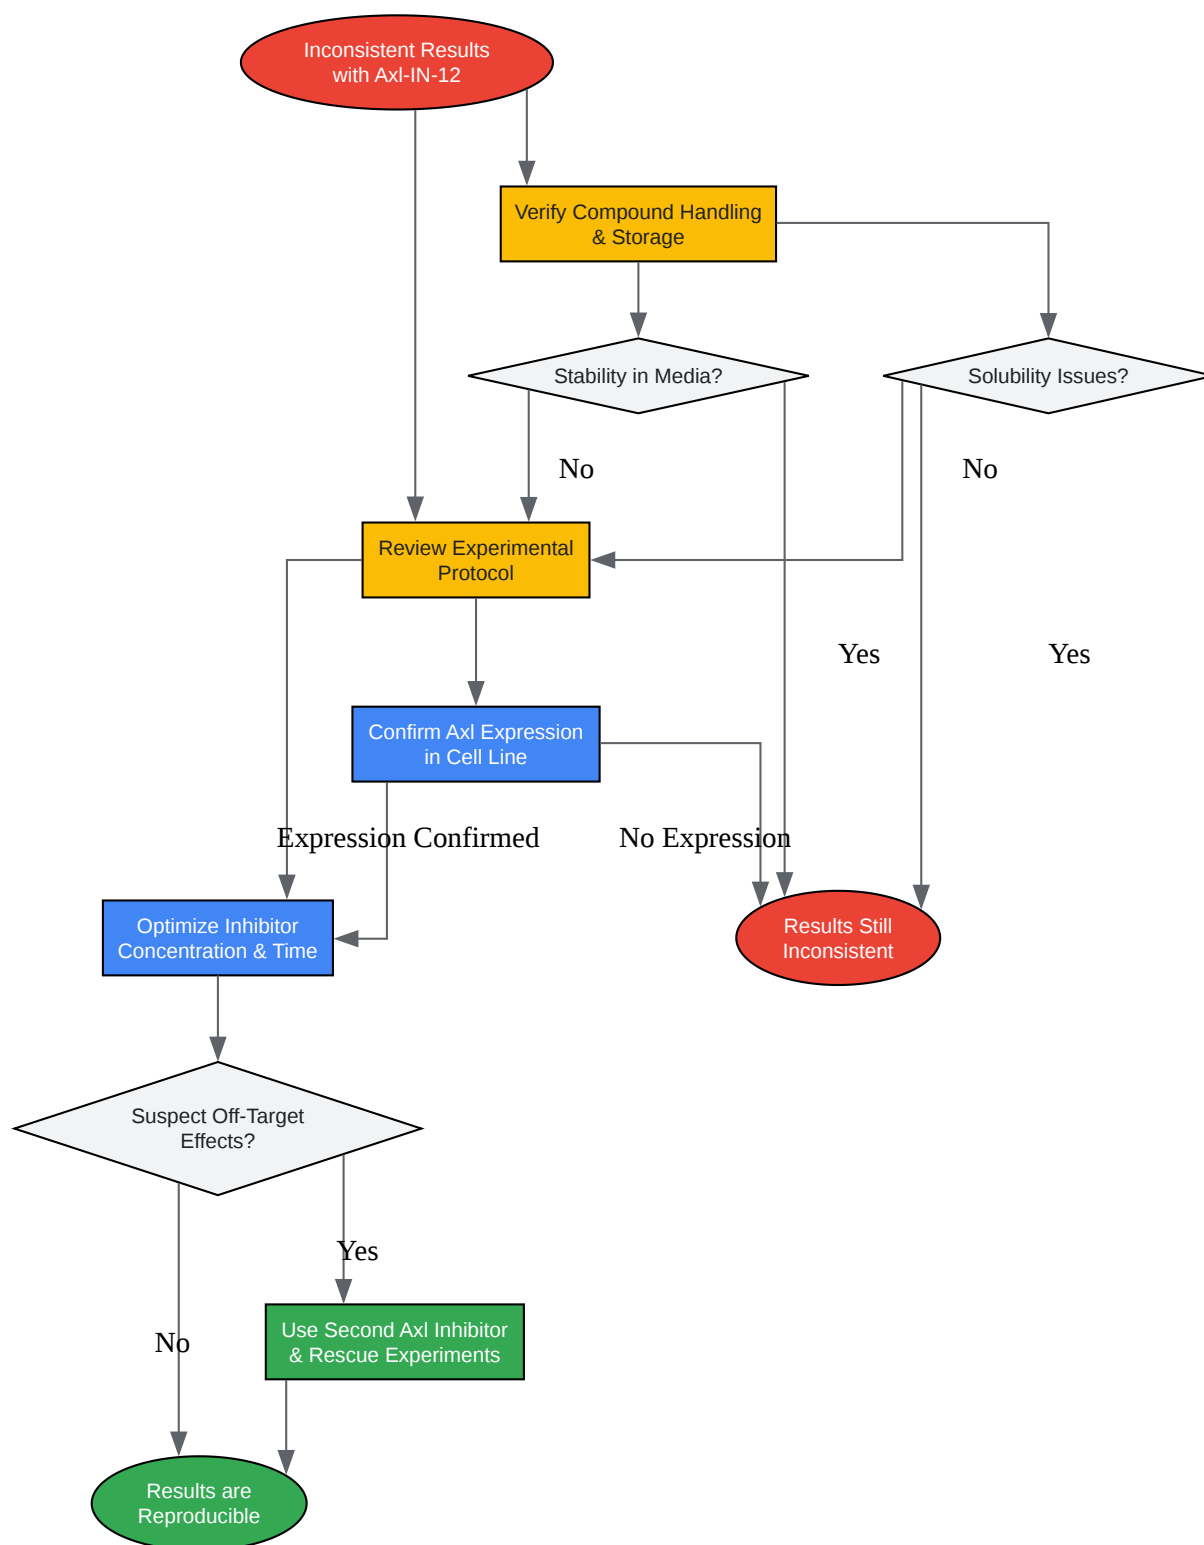 Inconsistent Results
with Axl-IN-12
Verify Compound Handling
& Storage
Stability in Media?
Solubility Issues?
No
No
Review Experimental
Protocol
Yes
Yes
Confirm Axl Expression
in Cell Line
Expression Confirmed
No Expression
Optimize Inhibitor
Concentration & Time
Results Still
Inconsistent
Suspect Off-Target
Effects?
Yes
Use Second Axl Inhibitor
& Rescue Experiments
No
Results are
Reproducible